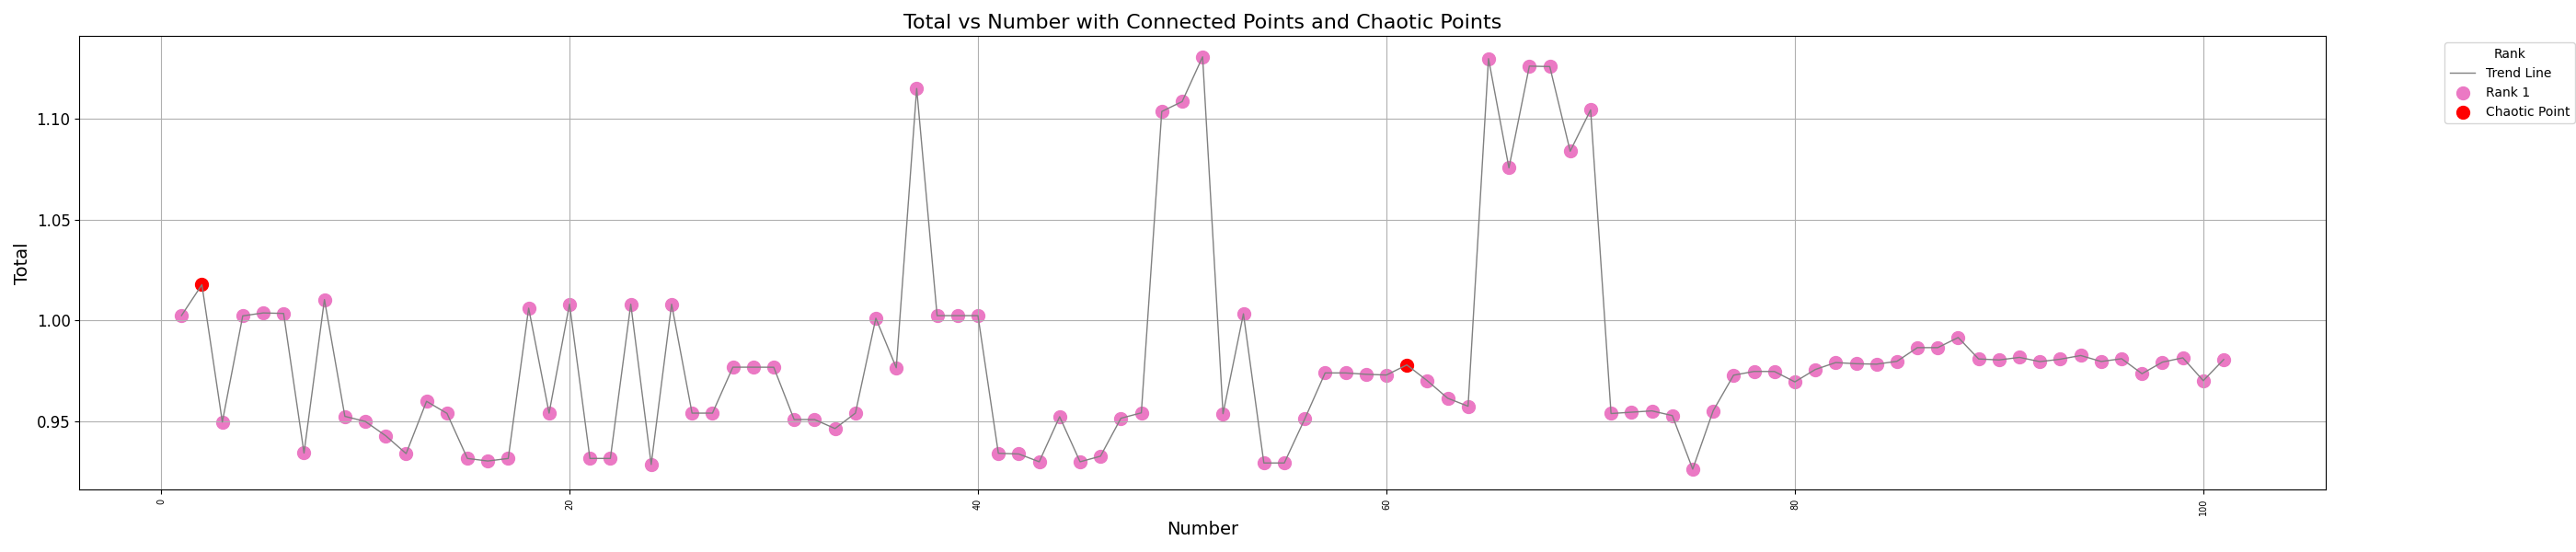 Total vs Number with Connected Points and Chaotic Points
Rank
Trend Line
Rank 1
Chaotic Point
Total
1.10
1.05
1.00
0.95
0
20
40
60
80
100
Number